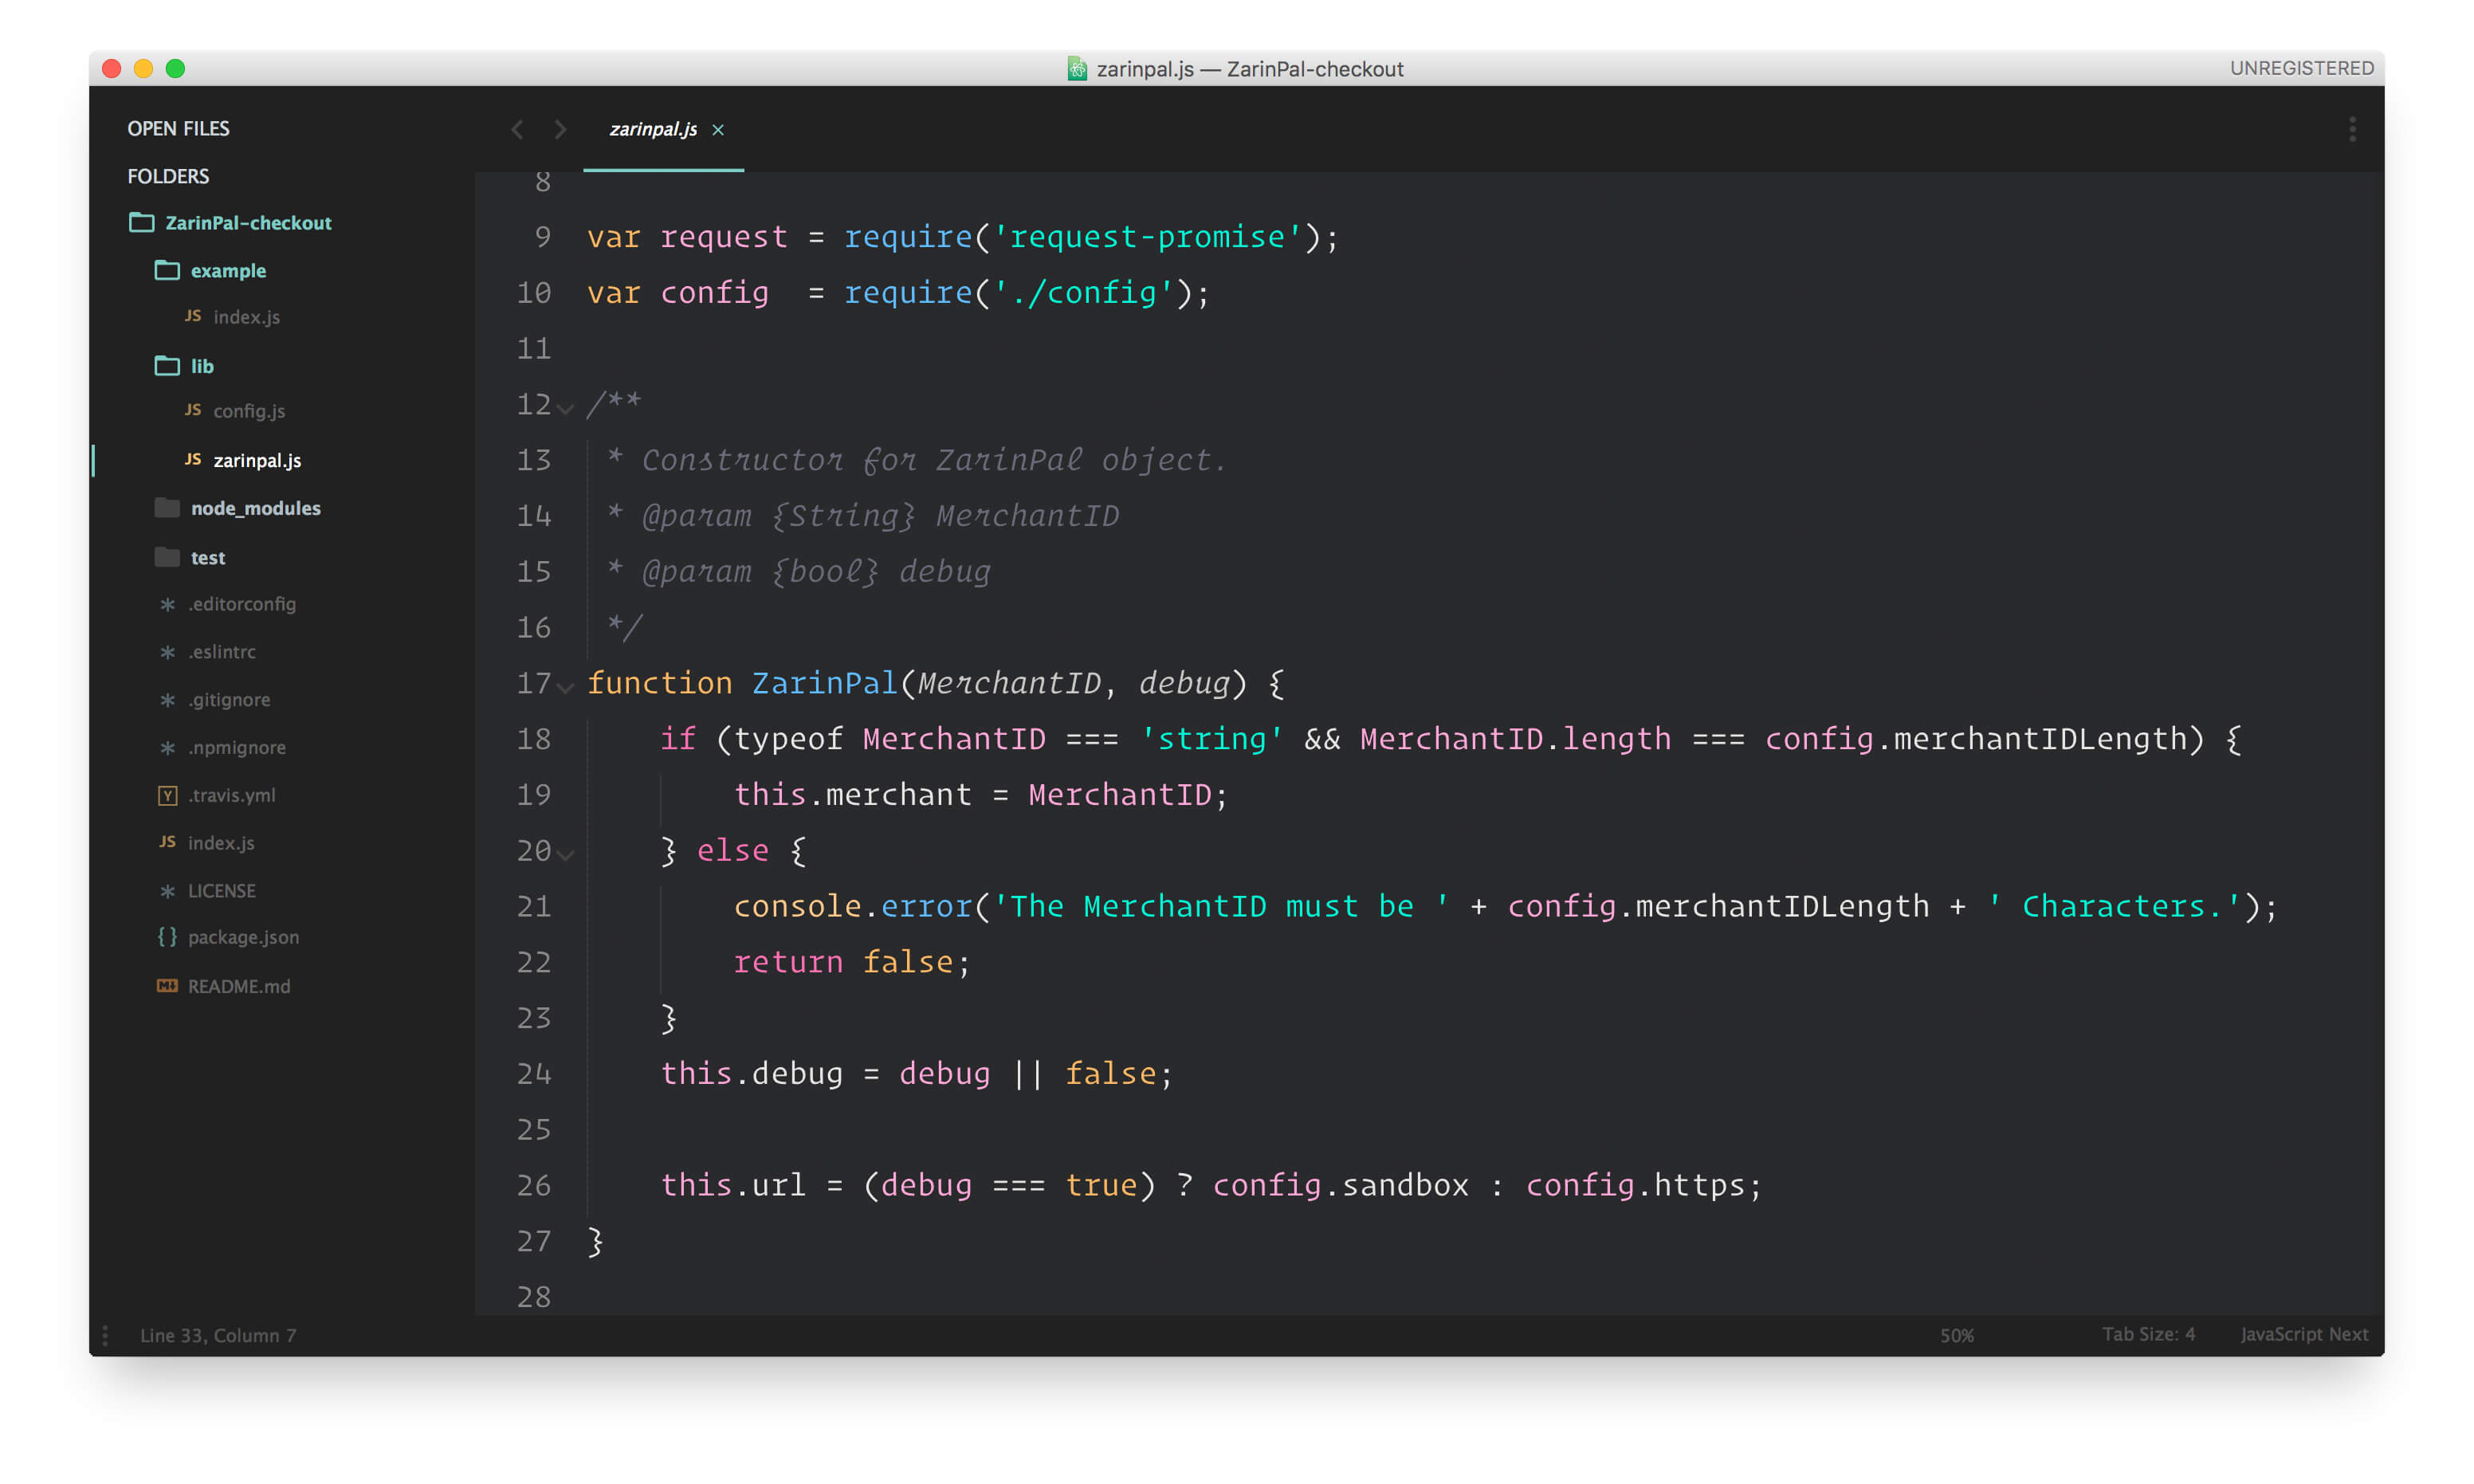 zarinpal.js — ZarinPal-checkout
UNREGISTERED
OPEN FILES
FOLDERS
ZarinPal-checkout
example
JS index.js
lib
JS config.js
JS zarinpal.js
node_modules
test
* .editorconfig
* .eslintrc
* .gitignore
* .npmignore
Y .travis.yml
JS index.js
* LICENSE
{} package.json
M↓ README.md
zarinpal.js ×
8
9 var request = require('request-promise');
10 var config  = require('./config');
11
12 /**
13  * Constructor for ZarinPal object.
14  * @param {String} MerchantID
15  * @param {bool} debug
16  */
17 function ZarinPal(MerchantID, debug) {
18     if (typeof MerchantID === 'string' && MerchantID.length === config.merchantIDLength) {
19         this.merchant = MerchantID;
20     } else {
21         console.error('The MerchantID must be ' + config.merchantIDLength + ' Characters.');
22         return false;
23     }
24     this.debug = debug || false;
25
26     this.url = (debug === true) ? config.sandbox : config.https;
27 }
28
Line 33, Column 7
50%
Tab Size: 4
JavaScript Next